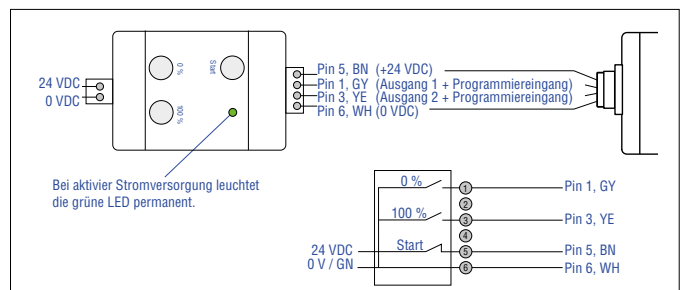 0 %
Start
100 %
24 VDC
0 VDC
Pin 5, BN (+24 VDC)
Pin 1, GY (Ausgang 1 + Programmiereingang)
Pin 3, YE (Ausgang 2 + Programmiereingang)
Pin 6, WH (0 VDC)
Bei aktivier Stromversorgung leuchtet
die grüne LED permanent.
0 % 1 Pin 1, GY
2
100 % 3 Pin 3, YE
4
24 VDC Start 5 Pin 5, BN
0 V / GN 6 Pin 6, WH